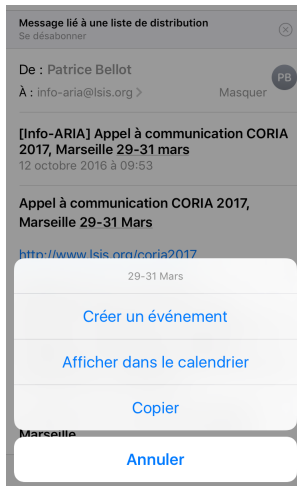 Message lié à une liste de distribution
Se désabonner
De : Patrice Bellot
PB
À : info-aria@lsis.org >
Masquer
[Info-ARIA] Appel à communication CORIA
2017, Marseille 29-31 mars
12 octobre 2016 à 09:53
Appel à communication CORIA 2017,
Marseille 29-31 Mars
http://www.lsis.org/coria2017
29-31 Mars
Créer un événement
Afficher dans le calendrier
Copier
Marseille
Annuler